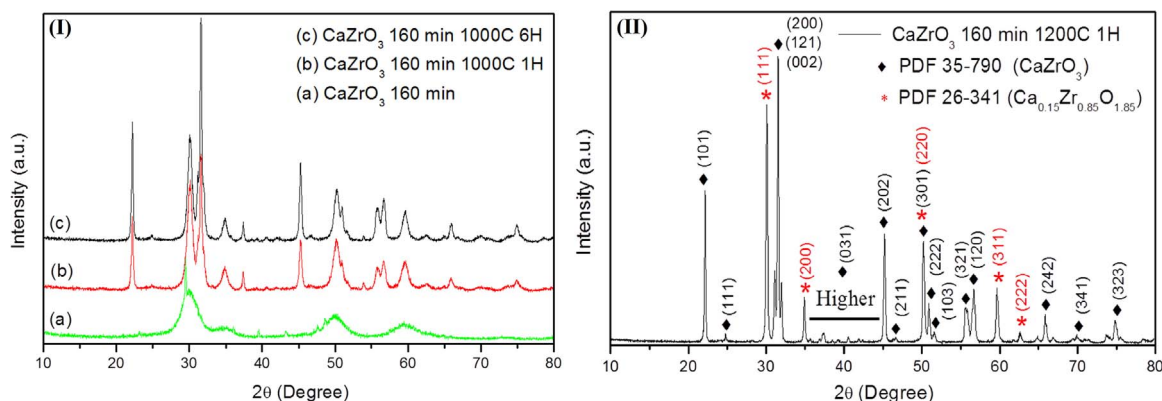 (I)
(c) CaZrO₃ 160 min 1000C 6H
(b) CaZrO₃ 160 min 1000C 1H
(a) CaZrO₃ 160 min
(c)
(b)
(a)
Intensity (a.u.)
10 20 30 40 50 60 70 80
2θ (Degree)
(II)
CaZrO₃ 160 min 1200C 1H
♦ PDF 35-790 (CaZrO₃)
* PDF 26-341 (Ca₀.₁₅Zr₀.₈₅O₁.₈₅)
(200)
♦ (121)
(002)
* (111)
♦ (101)
♦ (111)
* (200)
♦ (031)
Higher
♦ (202)
♦ (211)
* (220)
♦ (301)
♦ (222)
♦ (103)
♦ (321)
♦ (120)
* (311)
* (222)
♦ (242)
♦ (341)
♦ (323)
Intensity (a.u.)
10 20 30 40 50 60 70 80
2θ (Degree)